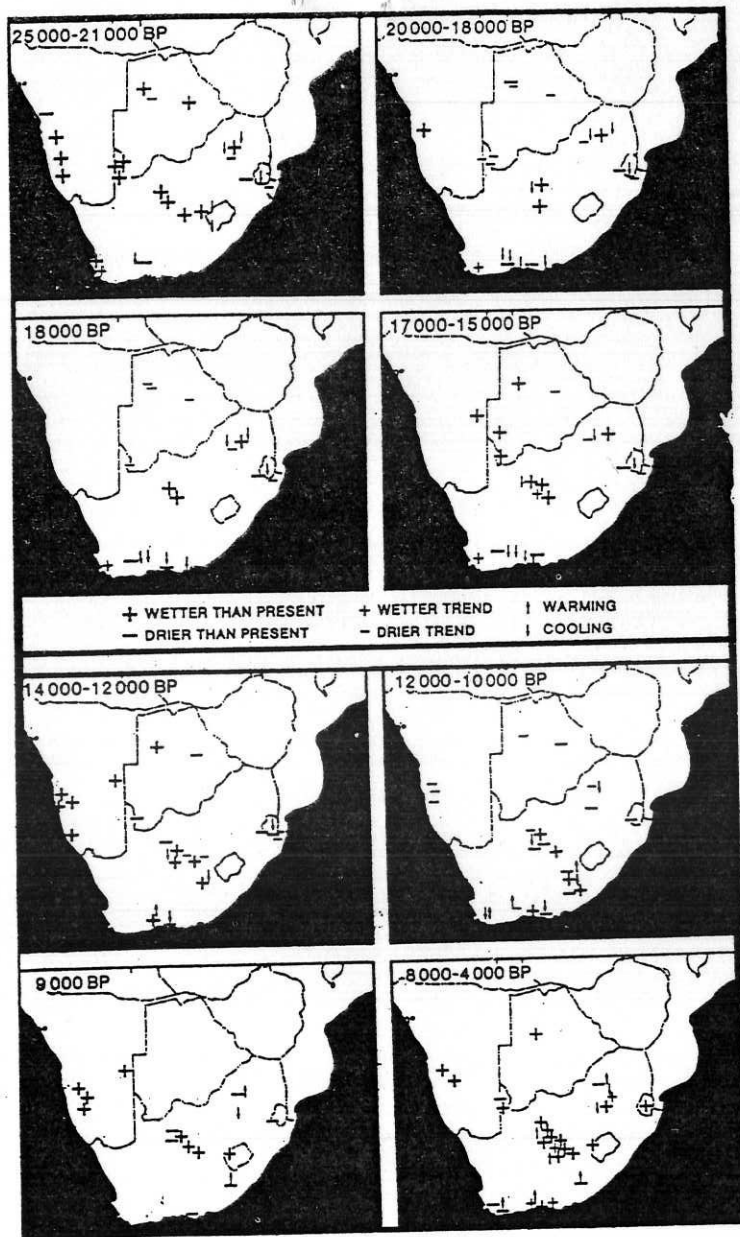 25000-21000 BP
20000-18000 BP
18000 BP
17000-15000 BP
+ WETTER THAN PRESENT + WETTER TREND ↑ WARMING
− DRIER THAN PRESENT - DRIER TREND ↓ COOLING
14000-12000 BP
12000-10000 BP
9000 BP
8000-4000 BP